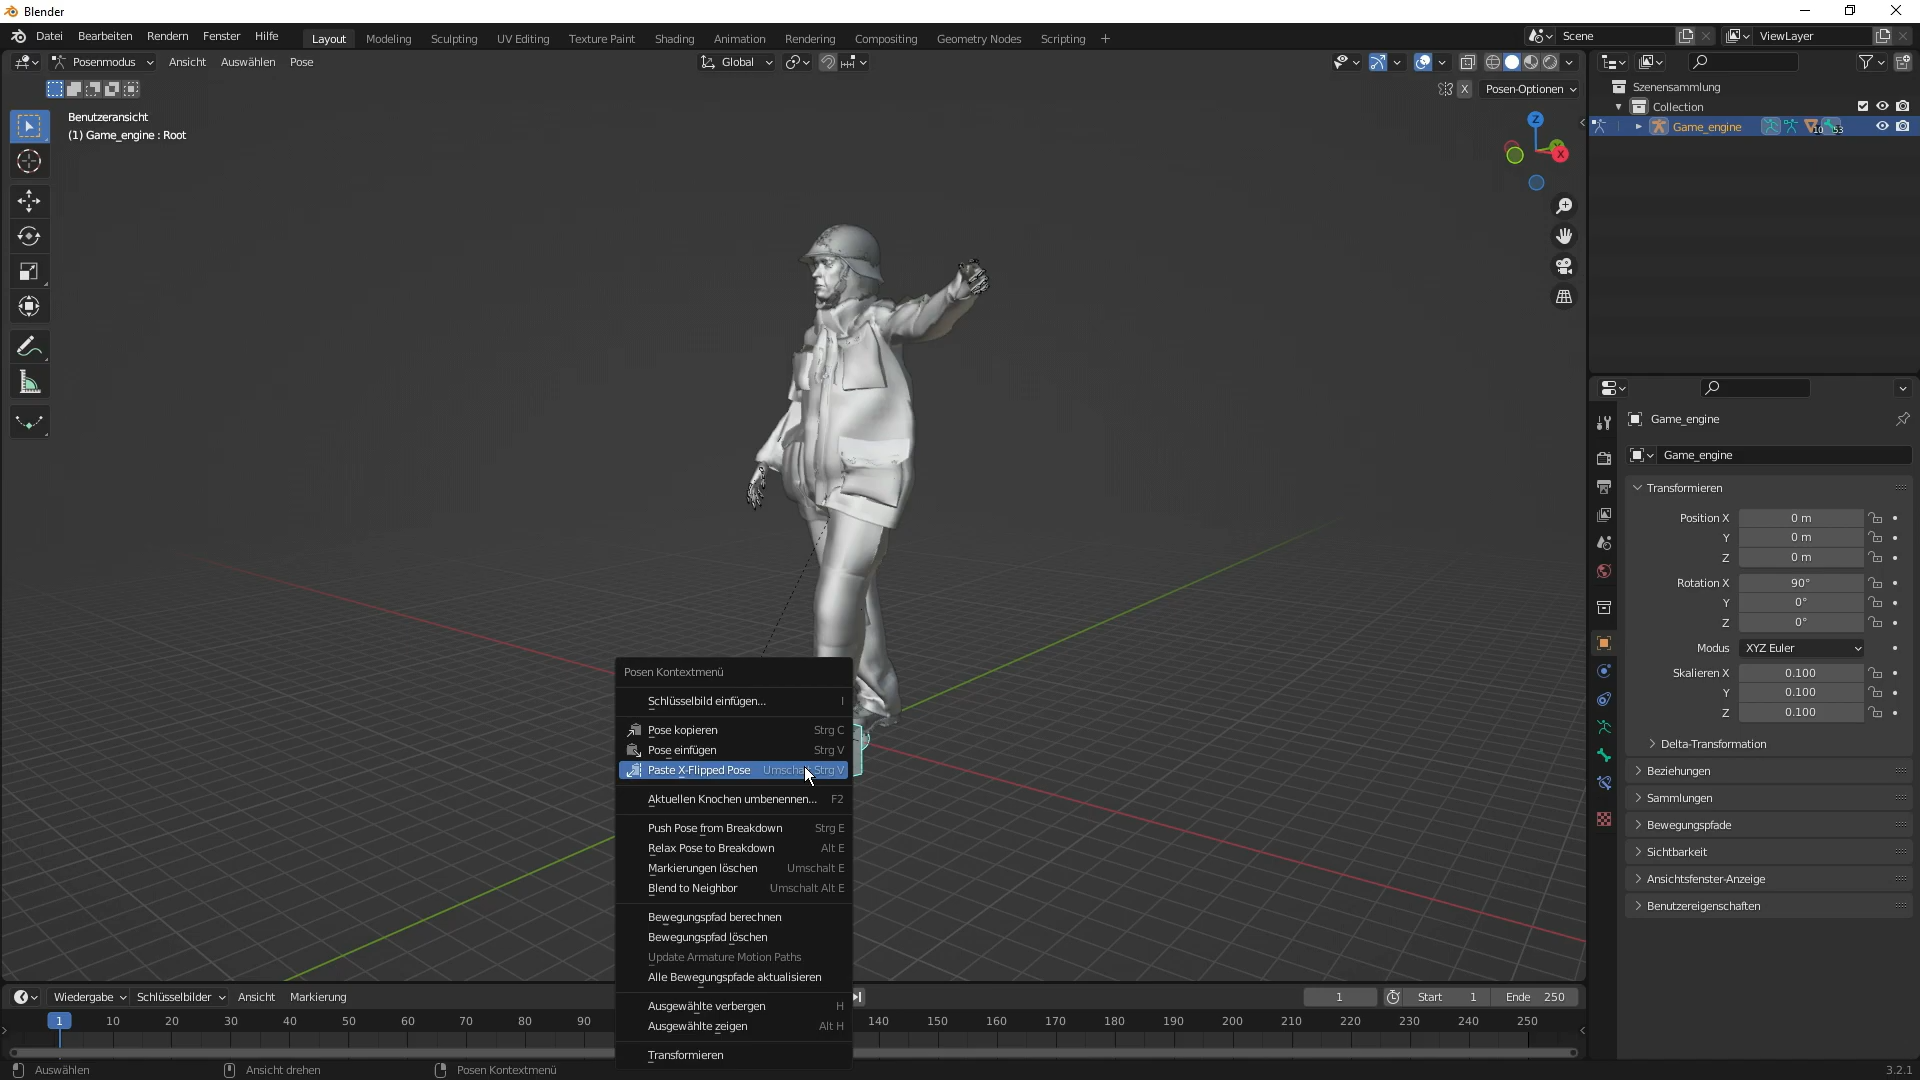 Blender
Datei Bearbeiten Rendern Fenster Hilfe Layout Modeling Sculpting UV Editing Texture Paint Shading Animation Rendering Compositing Geometry Nodes Scripting + Scene ViewLayer
Posenmodus Ansicht Auswählen Pose Global
X Posen-Optionen
Benutzeransicht
(1) Game_engine : Root
Z
X
Szenensammlung
Collection
Game_engine 10 53
Game_engine
Game_engine
Transformieren
Position X 0 m
Y 0 m
Z 0 m
Rotation X 90°
Y 0°
Z 0°
Modus XYZ Euler
Skalieren X 0.100
Y 0.100
Z 0.100
Delta-Transformation
Beziehungen
Sammlungen
Bewegungspfade
Sichtbarkeit
Ansichtsfenster-Anzeige
Benutzereigenschaften
Posen Kontextmenü
Schlüsselbild einfügen... I
Pose kopieren Strg C
Pose einfügen Strg V
Paste X-Flipped Pose Strg V
Aktuellen Knochen umbenennen... F2
Push Pose from Breakdown Strg E
Relax Pose to Breakdown Alt E
Markierungen löschen Umschalt E
Blend to Neighbor Umschalt Alt E
Bewegungspfad berechnen
Bewegungspfad löschen
Update Armature Motion Paths
Alle Bewegungspfade aktualisieren
Ausgewählte verbergen H
Ausgewählte zeigen Alt H
Transformieren
Wiedergabe Schlüsselbilder Ansicht Markierung 1 Start 1 Ende 250
1 10 20 30 40 50 60 70 80 90 140 150 160 170 180 190 200 210 220 230 240 250
Auswählen Ansicht drehen Posen Kontextmenü 3.2.1